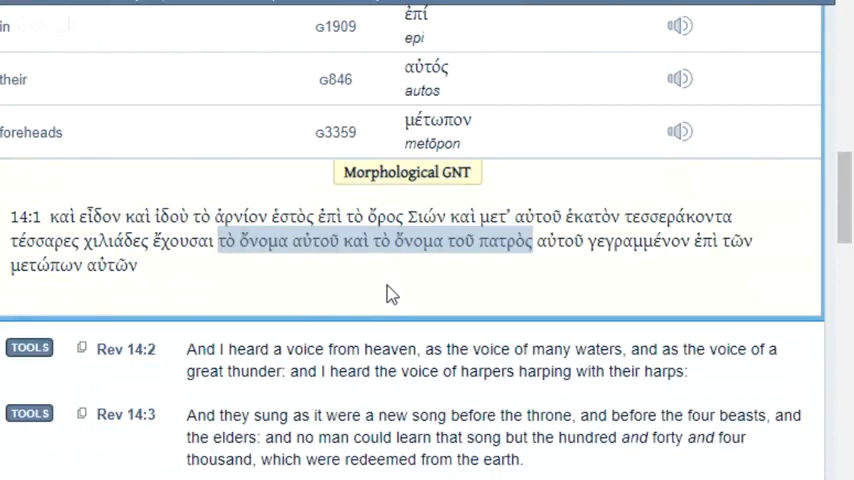 in G1909 ἐπί
epi
their G846 αὐτός
autos
foreheads G3359 μέτωπον
metōpon
Morphological GNT
14:1 καὶ εἶδον καὶ ἰδοὺ τὸ ἀρνίον ἑστὸς ἐπὶ τὸ ὄρος Σιών καὶ μετ’ αὐτοῦ ἑκατὸν τεσσεράκοντα
τέσσαρες χιλιάδες ἔχουσαι τὸ ὄνομα αὐτοῦ καὶ τὸ ὄνομα τοῦ πατρὸς αὐτοῦ γεγραμμένον ἐπὶ τῶν
μετώπων αὐτῶν
TOOLS Rev 14:2 And I heard a voice from heaven, as the voice of many waters, and as the voice of a
great thunder: and I heard the voice of harpers harping with their harps:
TOOLS Rev 14:3 And they sung as it were a new song before the throne, and before the four beasts, and
the elders: and no man could learn that song but the hundred and forty and four
thousand, which were redeemed from the earth.